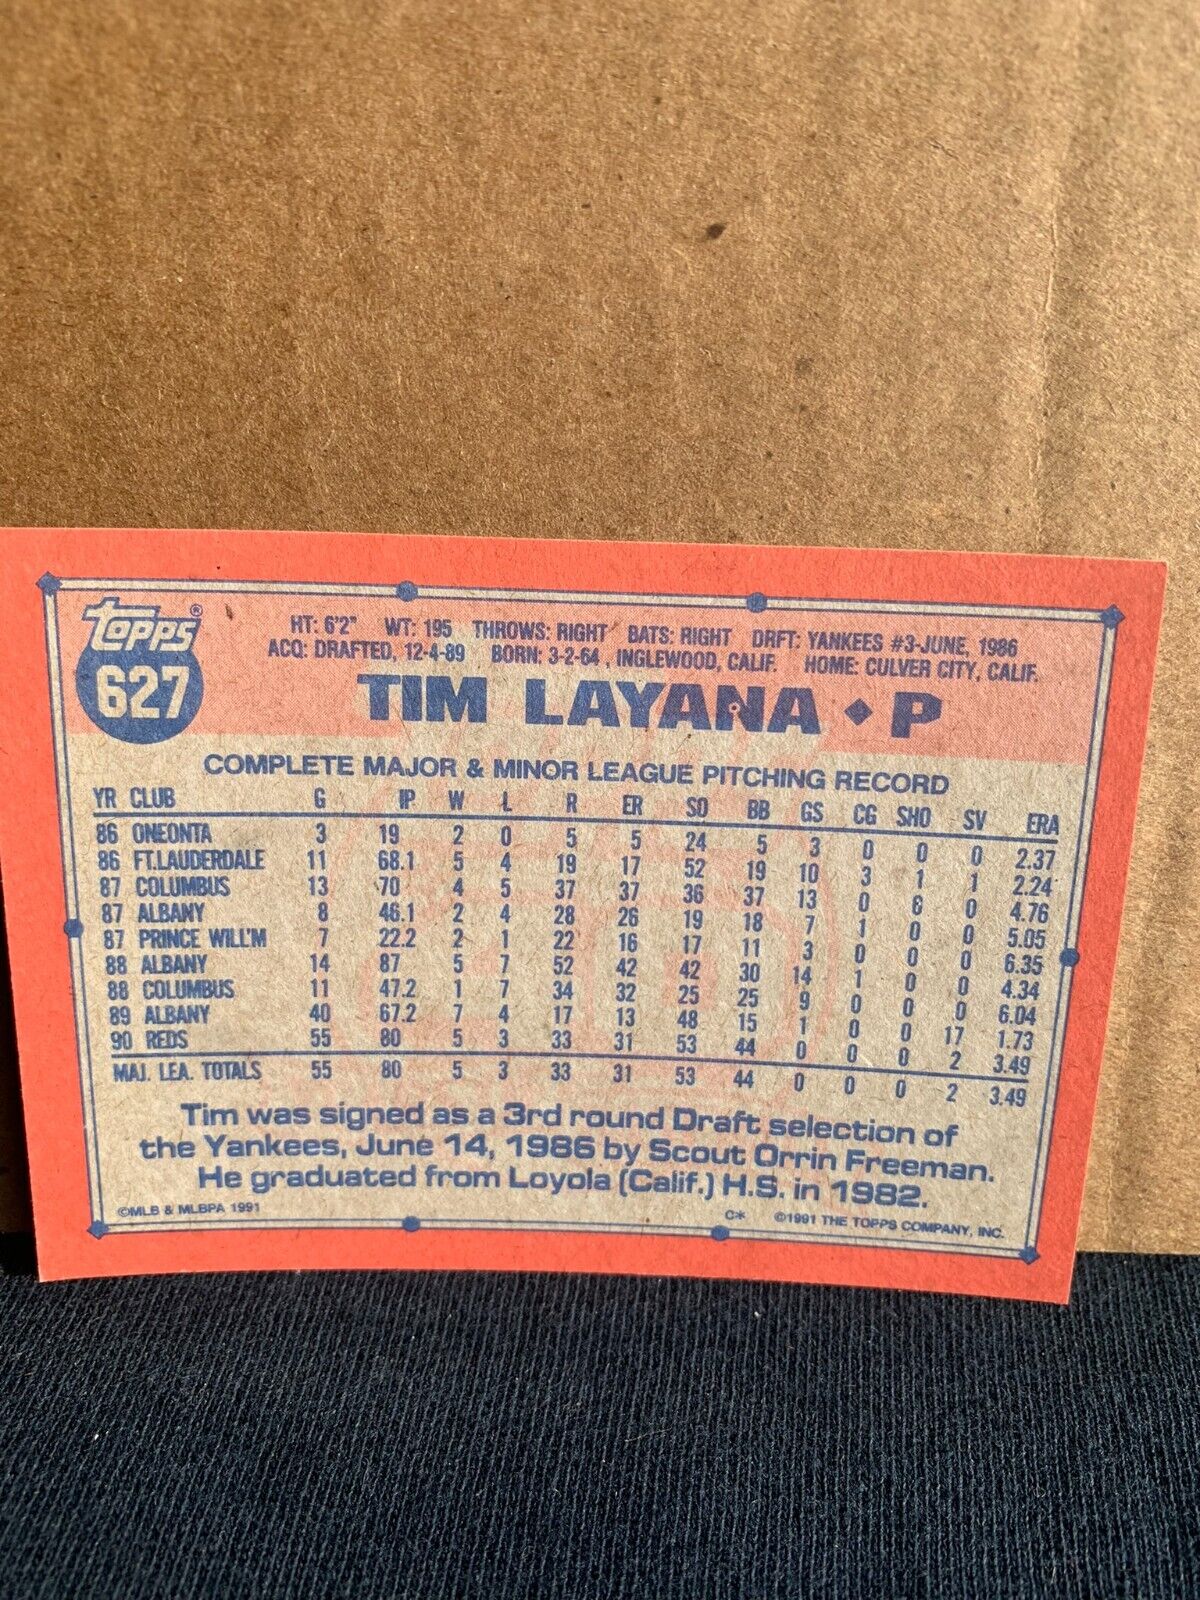 topps®
627
HT: 6'2" WT: 195 THROWS: RIGHT BATS: RIGHT DRFT: YANKEES #3-JUNE, 1986
ACQ: DRAFTED, 12-4-89 BORN: 3-2-64, INGLEWOOD, CALIF. HOME: CULVER CITY, CALIF.
TIM LAYANA ◆ P
COMPLETE MAJOR & MINOR LEAGUE PITCHING RECORD
YR CLUB G IP W L R ER SO BB GS CG SHO SV ERA
86 ONEONTA 3 19 2 0 5 5 24 5 3 0 0 0 2.37
86 FT.LAUDERDALE 11 68.1 5 4 19 17 52 19 10 3 1 1 2.24
87 COLUMBUS 13 70 4 5 37 37 36 37 13 0 0 4.76
87 ALBANY 8 46.1 2 4 28 26 19 18 7 1 0 0 5.05
87 PRINCE WILL'M 7 22.2 2 1 22 16 17 11 3 0 0 0 6.35
88 ALBANY 14 87 5 7 52 42 42 30 14 1 0 0 4.34
88 COLUMBUS 11 47.2 1 7 34 32 25 25 9 0 0 0 6.04
89 ALBANY 40 67.2 7 4 17 13 48 15 1 0 0 17 1.73
90 REDS 55 80 5 3 33 31 53 44 0 0 0 2 3.49
MAJ. LEA. TOTALS 55 80 5 3 33 31 53 44 0 0 0 2 3.49
Tim was signed as a 3rd round Draft selection of
the Yankees, June 14, 1986 by Scout Orrin Freeman.
He graduated from Loyola (Calif.) H.S. in 1982.
©MLB & MLBPA 1991 C* ©1991 THE TOPPS COMPANY, INC.